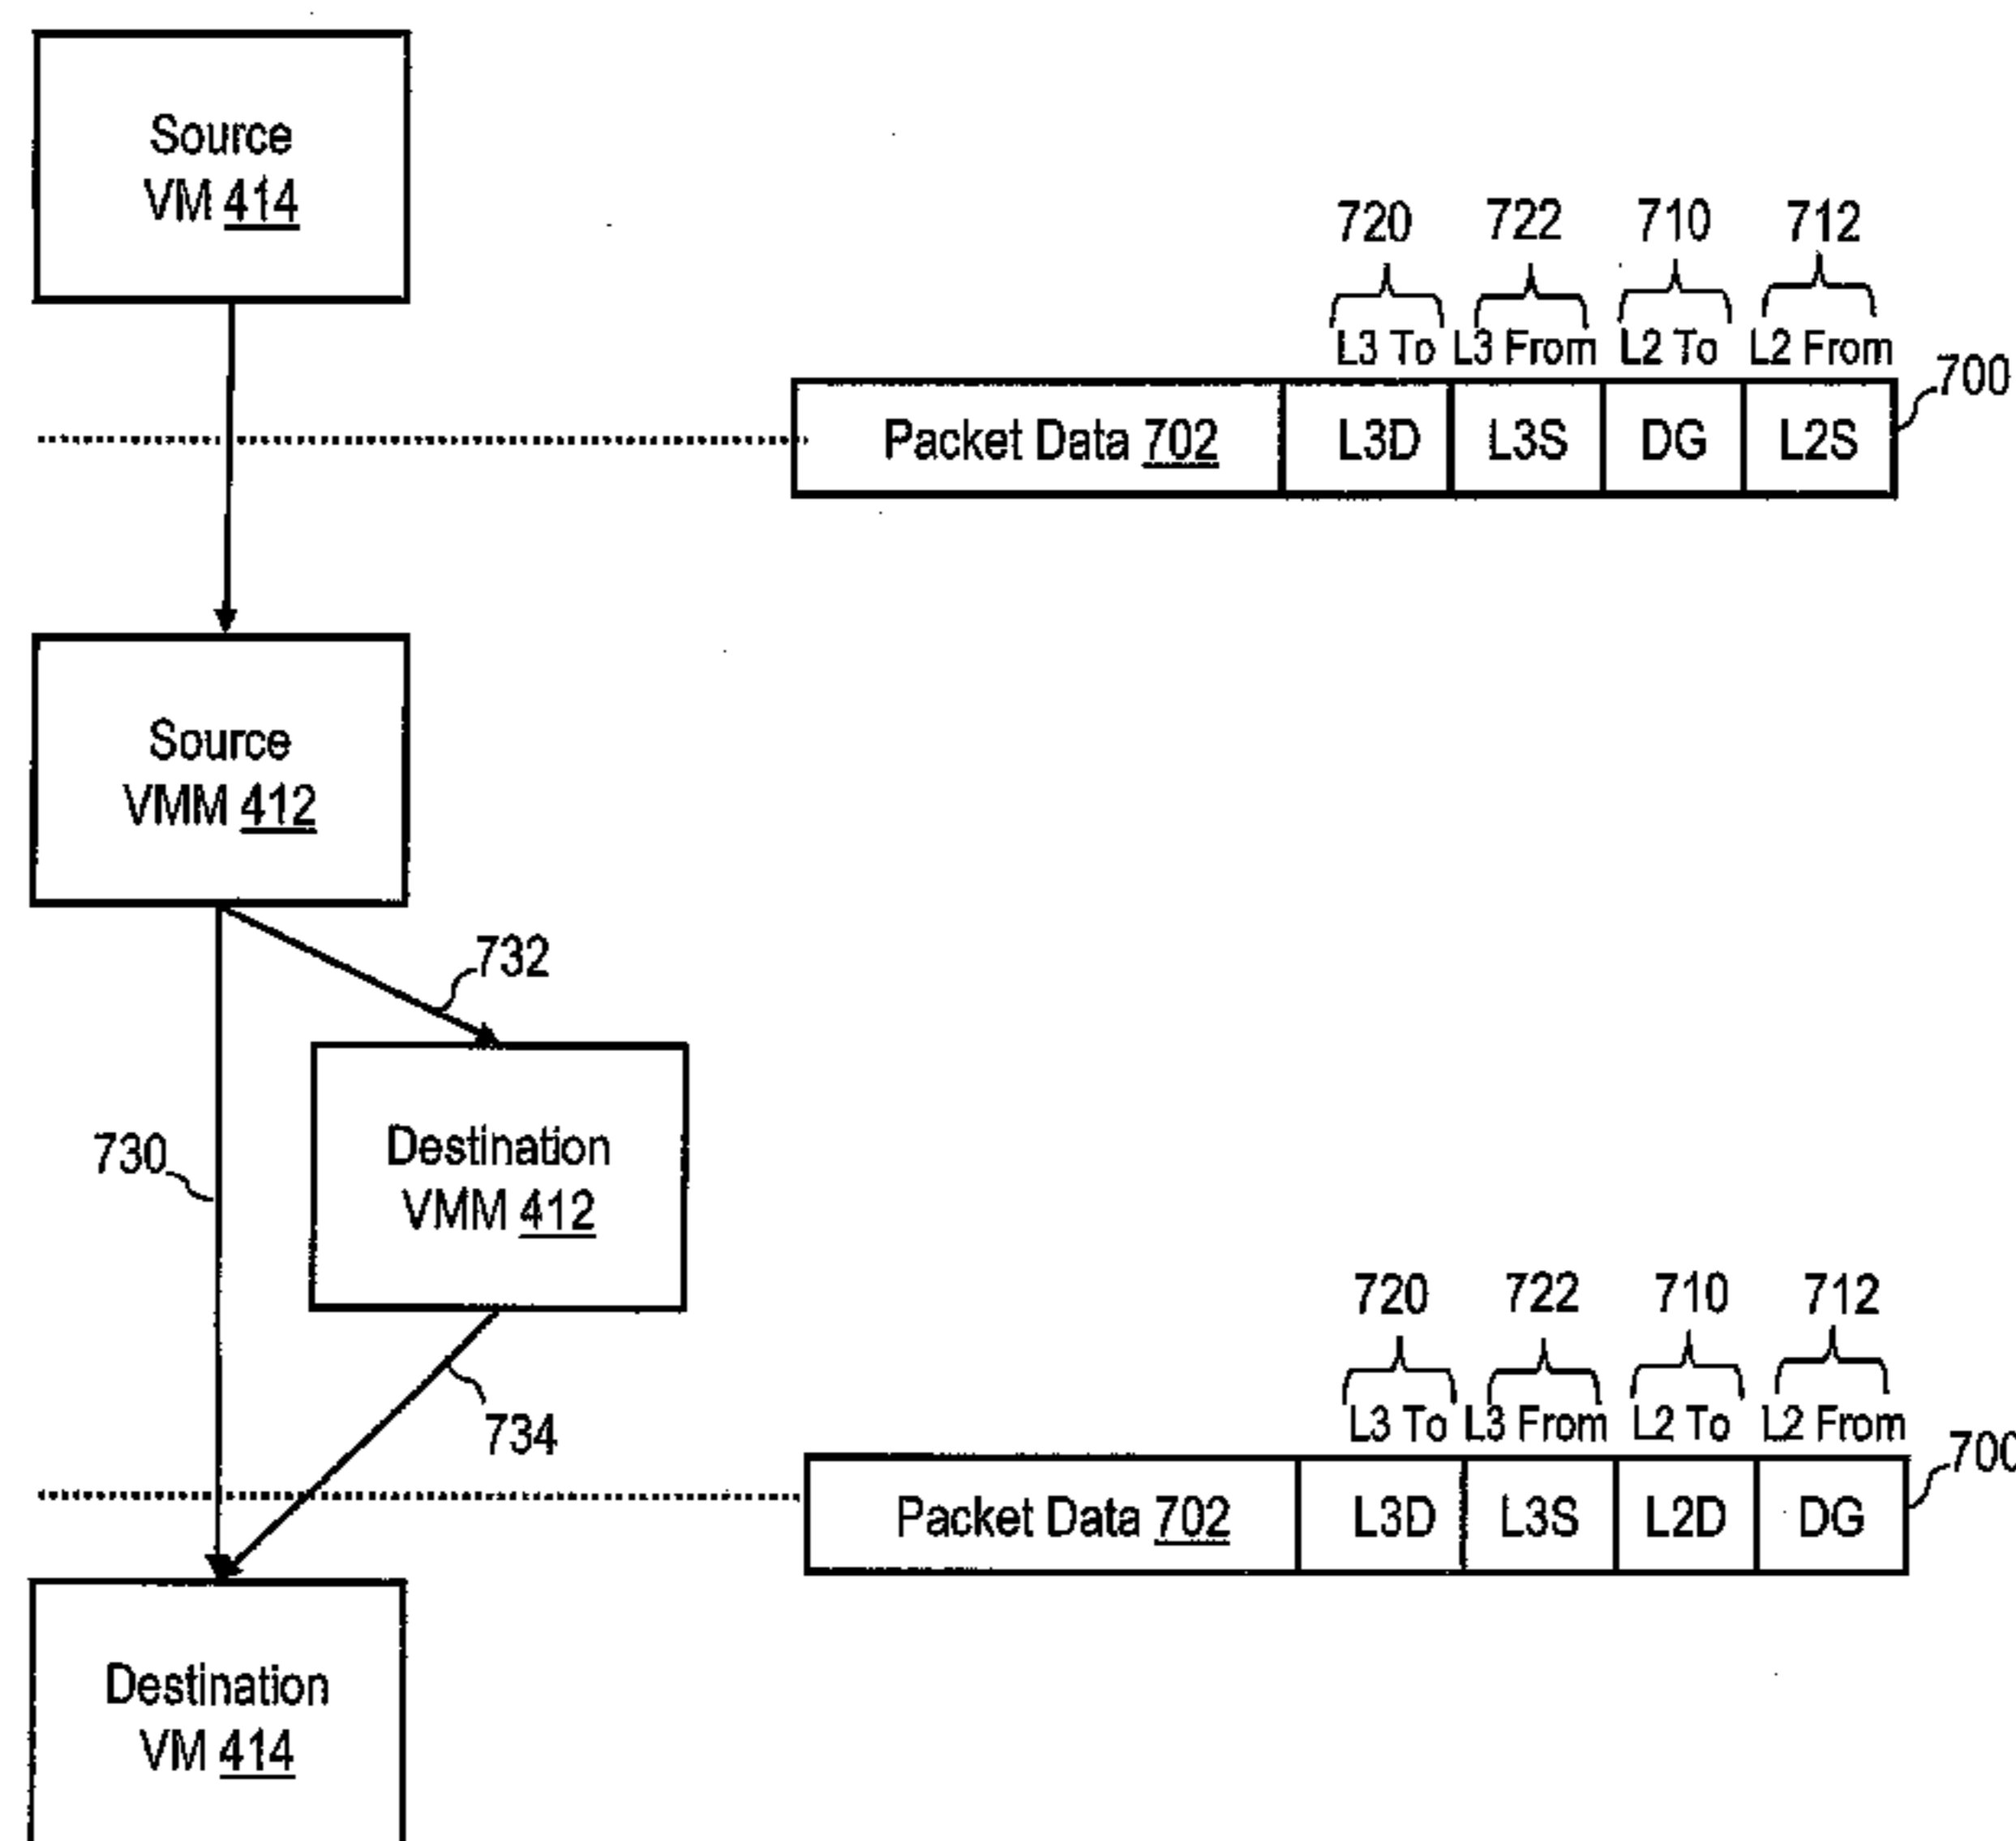 Source
VM 414
720 722 710 712
L3 To L3 From L2 To L2 From
700
Packet Data 702 L3D L3S DG L2S
Source
VMM 412
732
730
Destination
VMM 412
734
720 722 710 712
L3 To L3 From L2 To L2 From
700
Packet Data 702 L3D L3S L2D DG
Destination
VM 414